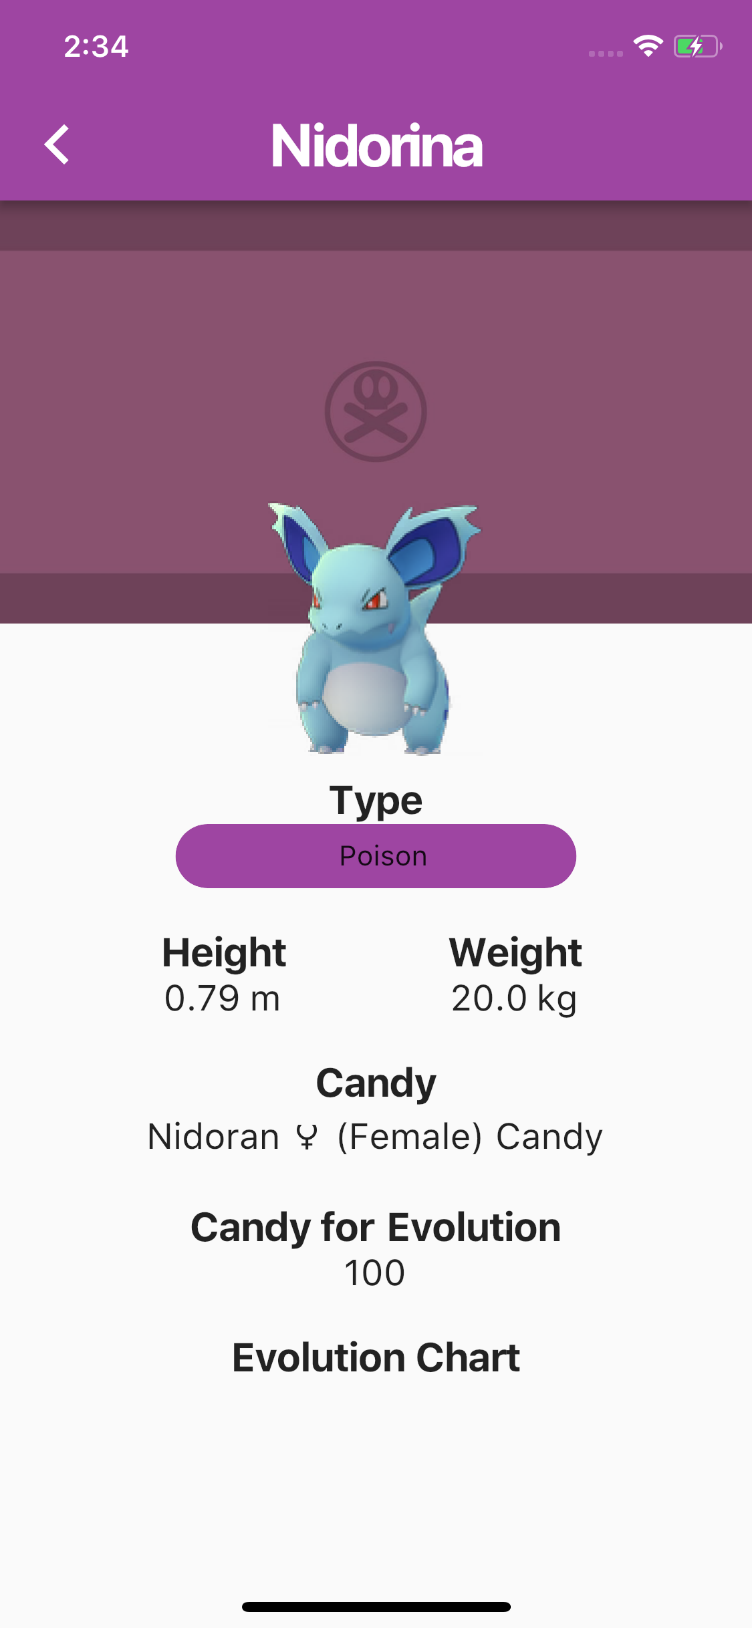 2:34
Nidorina
Type
Poison
Height Weight
0.79 m 20.0 kg
Candy
Nidoran ♀ (Female) Candy
Candy for Evolution
100
Evolution Chart